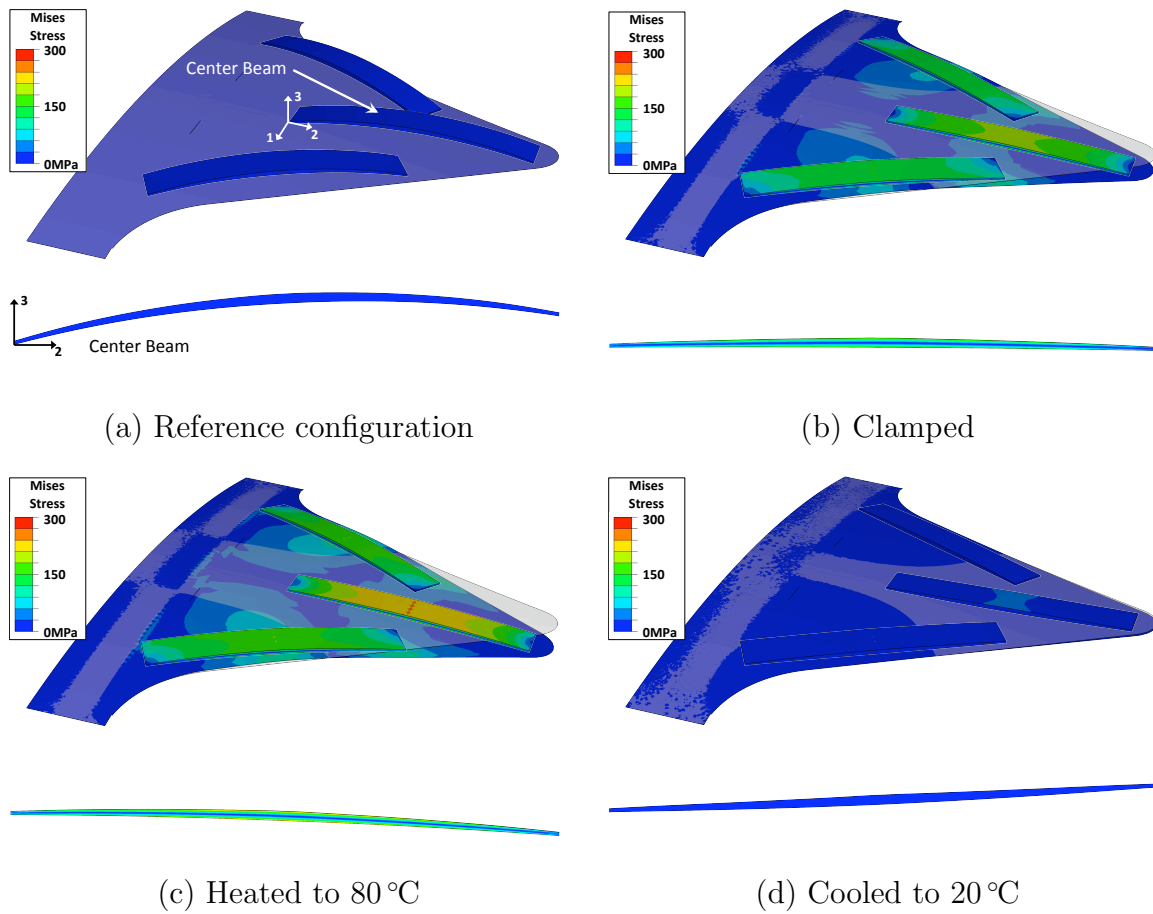 Mises
Stress
300
150
0MPa
Center Beam
3
1
2
3
2
Center Beam
(a) Reference configuration
Mises
Stress
300
150
0MPa
(b) Clamped
Mises
Stress
300
150
0MPa
(c) Heated to 80 °C
Mises
Stress
300
150
0MPa
(d) Cooled to 20 °C